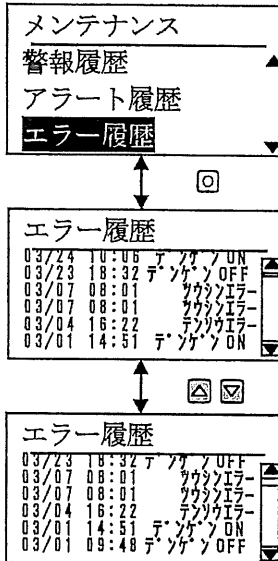 メンテナンス
警報履歴
アラート履歴
エラー履歴
エラー履歴
03/24 10:06 デンゲンON
03/23 18:32 デンゲンOFF
03/07 08:01 ツウシンエラー
03/07 08:01 ツウシンエラー
03/04 16:22 デンリュウエラー
03/01 14:51 デンゲンON
エラー履歴
03/23 18:32 デンゲンOFF
03/07 08:01 ツウシンエラー
03/07 08:01 ツウシンエラー
03/04 16:22 デンリュウエラー
03/01 14:51 デンゲンON
03/01 09:48 デンゲンOFF